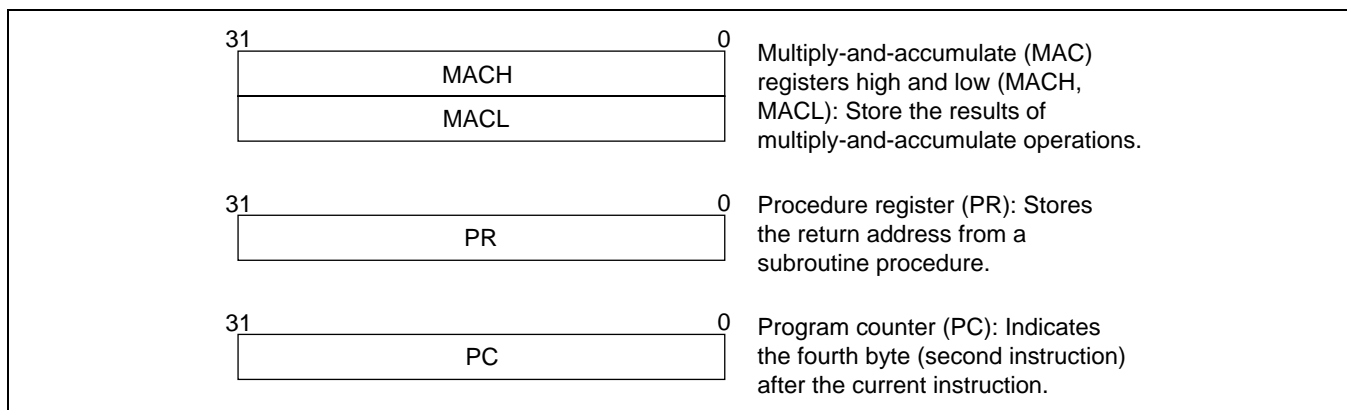 31 0
MACH
MACL
Multiply-and-accumulate (MAC)
registers high and low (MACH,
MACL): Store the results of
multiply-and-accumulate operations.
31 0
PR
Procedure register (PR): Stores
the return address from a
subroutine procedure.
31 0
PC
Program counter (PC): Indicates
the fourth byte (second instruction)
after the current instruction.